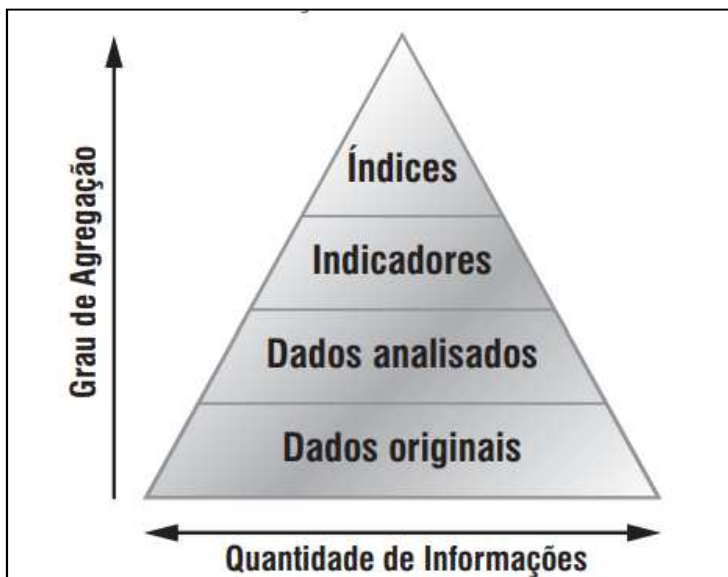 Grau de Agregação
Índices
Indicadores
Dados analisados
Dados originais
Quantidade de Informações